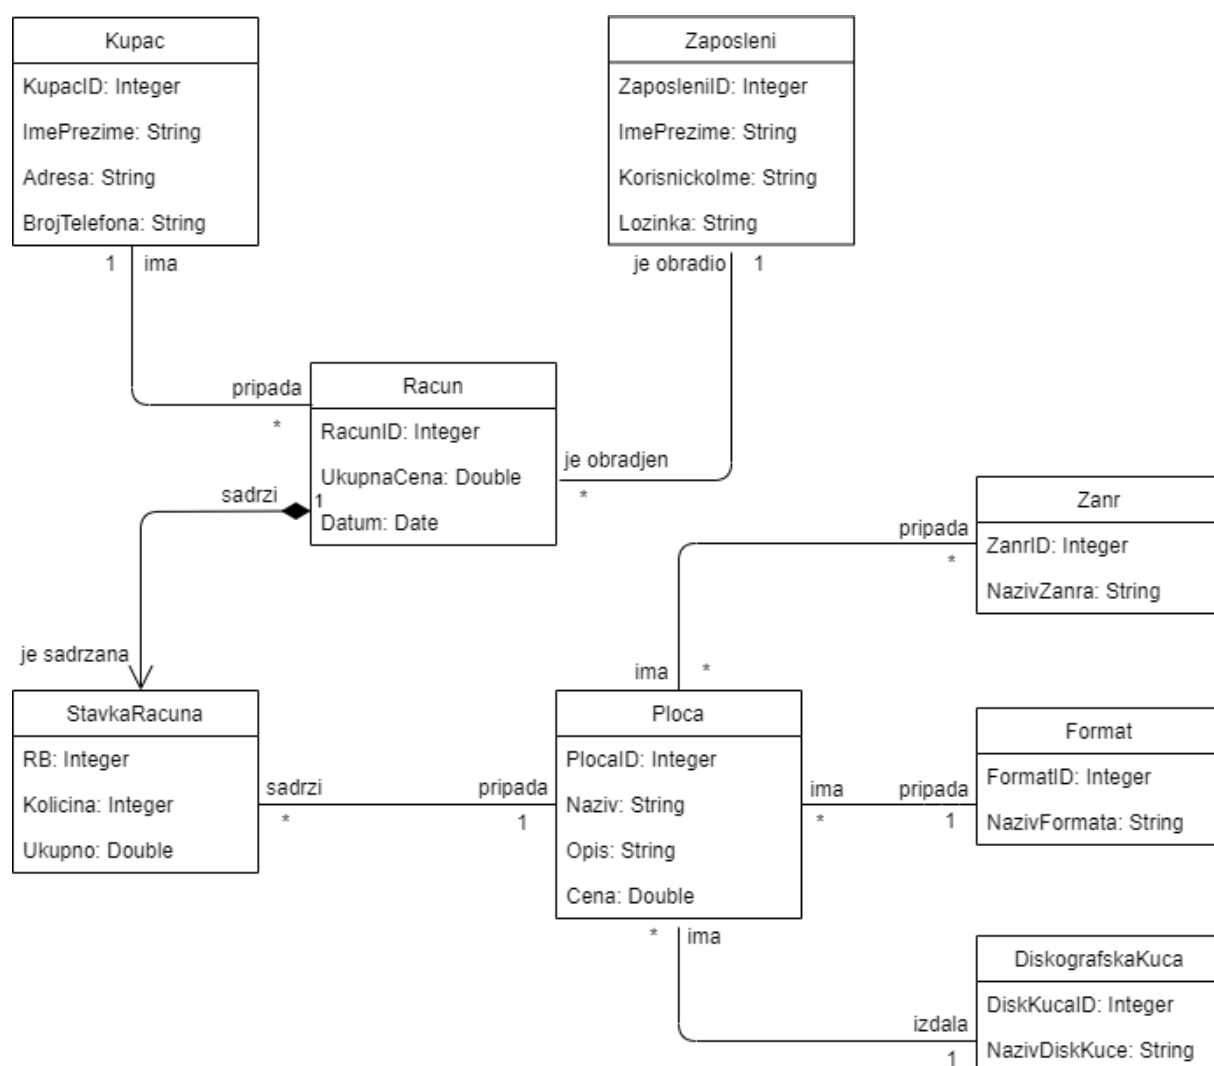 Kupac
KupacID: Integer
ImePrezime: String
Adresa: String
BrojTelefona: String
Zaposleni
ZaposleniID: Integer
ImePrezime: String
KorisnickoIme: String
Lozinka: String
1 ima
je obradio 1
pripada
*
Racun
RacunID: Integer
UkupnaCena: Double
Datum: Date
je obradjen
*
sadrzi
1
je sadrzana
pripada
*
Zanr
ZanrID: Integer
NazivZanra: String
ima *
StavkaRacuna
RB: Integer
Kolicina: Integer
Ukupno: Double
sadrzi
*
pripada
1
Ploca
PlocaID: Integer
Naziv: String
Opis: String
Cena: Double
ima
*
pripada
1
Format
FormatID: Integer
NazivFormata: String
* ima
izdala
1
DiskografskaKuca
DiskKucaID: Integer
NazivDiskKuce: String